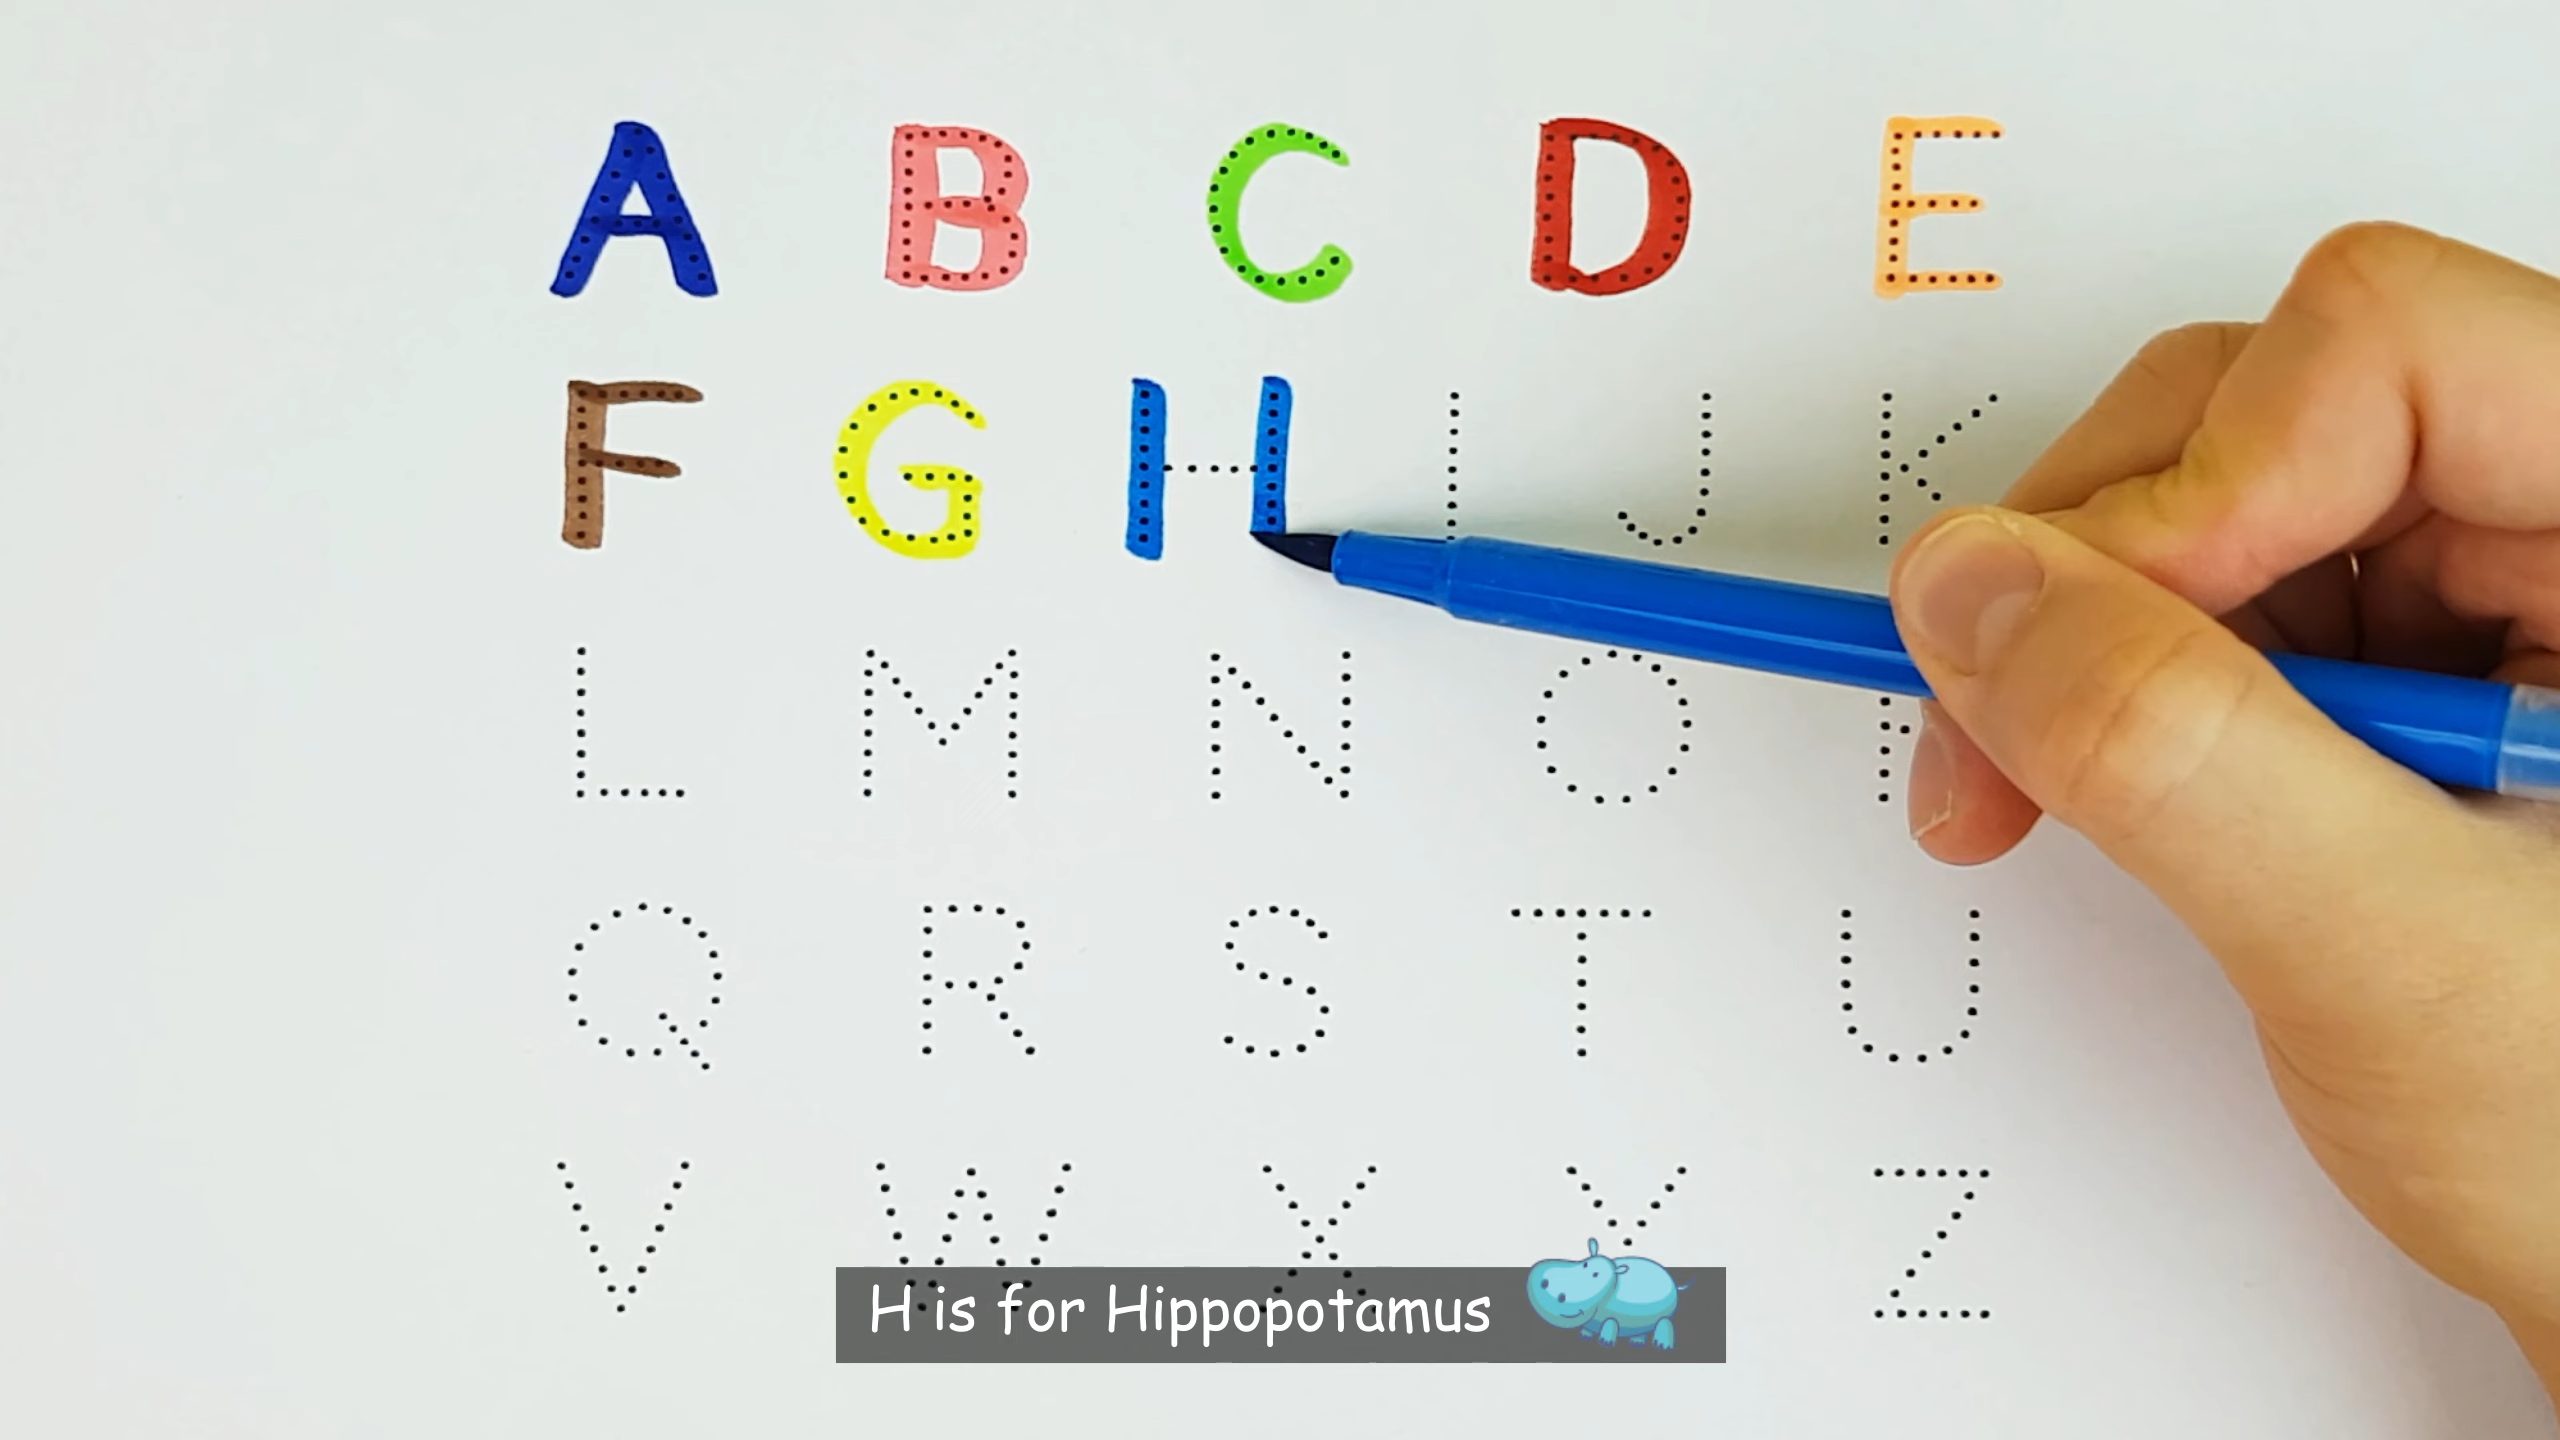 A B C D E
F G H I J K
L M N O P
Q R S T U
V W X Y Z
H is for Hippopotamus